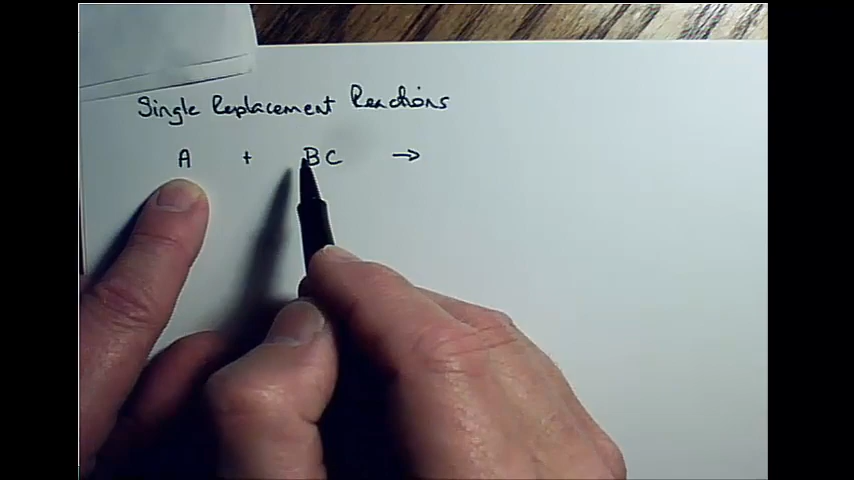 Single Replacement Reactions
A + BC →